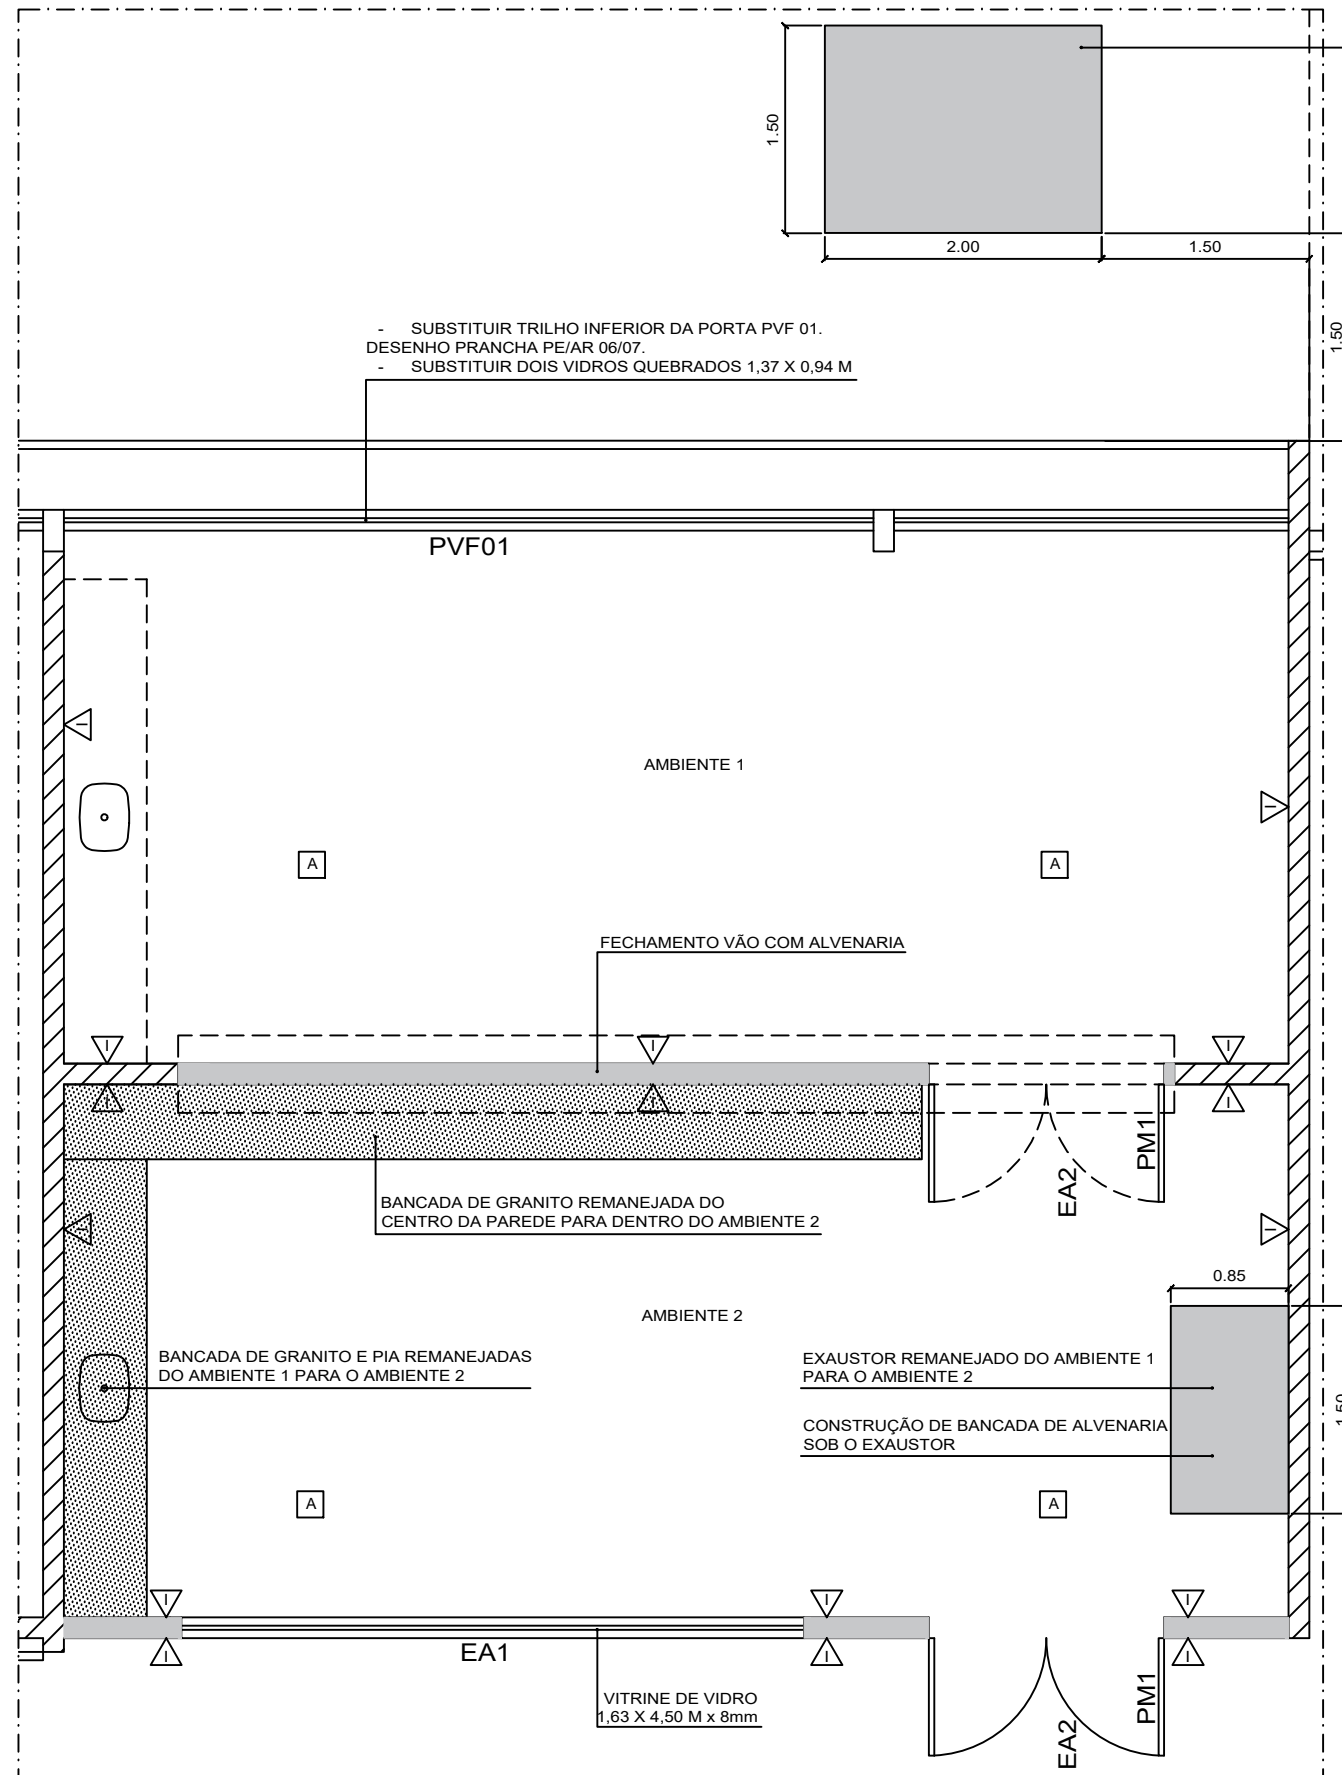 1.50
2.00
1.50
1.50
- SUBSTITUIR TRILHO INFERIOR DA PORTA PVF 01.
DESENHO PRANCHA PE/AR 06/07.
- SUBSTITUIR DOIS VIDROS QUEBRADOS 1,37 X 0,94 M
PVF01
I
AMBIENTE 1
I
A
A
FECHAMENTO VÃO COM ALVENARIA
I
I
I
I
I
I
PM1
EA2
BANCADA DE GRANITO REMANEJADA DO
CENTRO DA PAREDE PARA DENTRO DO AMBIENTE 2
I
I
0.85
AMBIENTE 2
BANCADA DE GRANITO E PIA REMANEJADAS
DO AMBIENTE 1 PARA O AMBIENTE 2
EXAUSTOR REMANEJADO DO AMBIENTE 1
PARA O AMBIENTE 2
1.50
CONSTRUÇÃO DE BANCADA DE ALVENARIA
SOB O EXAUSTOR
A
A
I
I
I
I
I
I
EA1
VITRINE DE VIDRO
1,63 X 4,50 M x 8mm
PM1
EA2